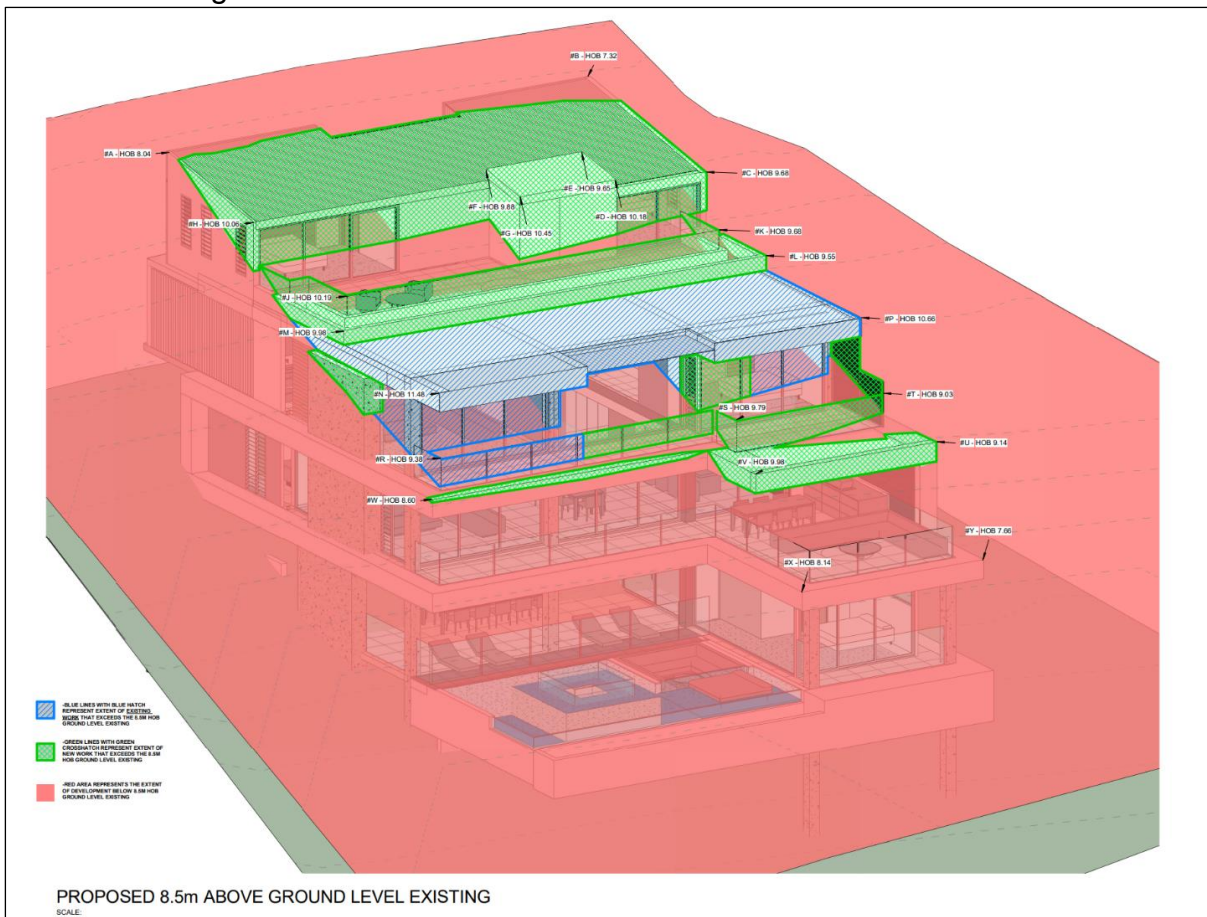 #B - HOB 7.32
#A - HOB 8.04
#C - HOB 9.68
#E - HOB 9.65
#F - HOB 9.68
#D - HOB 10.18
#H - HOB 10.06
#G - HOB 10.45
#K - HOB 9.68
#L - HOB 9.55
#J - HOB 10.19
#M - HOB 9.98
#P - HOB 10.66
#N - HOB 11.48
#T - HOB 9.03
#S - HOB 9.79
#U - HOB 9.14
#R - HOB 9.38
#V - HOB 9.98
#W - HOB 8.60
#Y - HOB 7.66
#X - HOB 8.14
-BLUE LINES WITH BLUE HATCH
REPRESENT EXTENT OF EXISTING
WORK THAT EXCEEDS THE 8.5M HOB
GROUND LEVEL EXISTING
-GREEN LINES WITH GREEN
CROSSHATCH REPRESENT EXTENT OF
NEW WORK THAT EXCEEDS THE 8.5M
HOB GROUND LEVEL EXISTING
-RED AREA REPRESENTS THE EXTENT
OF DEVELOPMENT BELOW 8.5M HOB
GROUND LEVEL EXISTING
PROPOSED 8.5m ABOVE GROUND LEVEL EXISTING
SCALE: